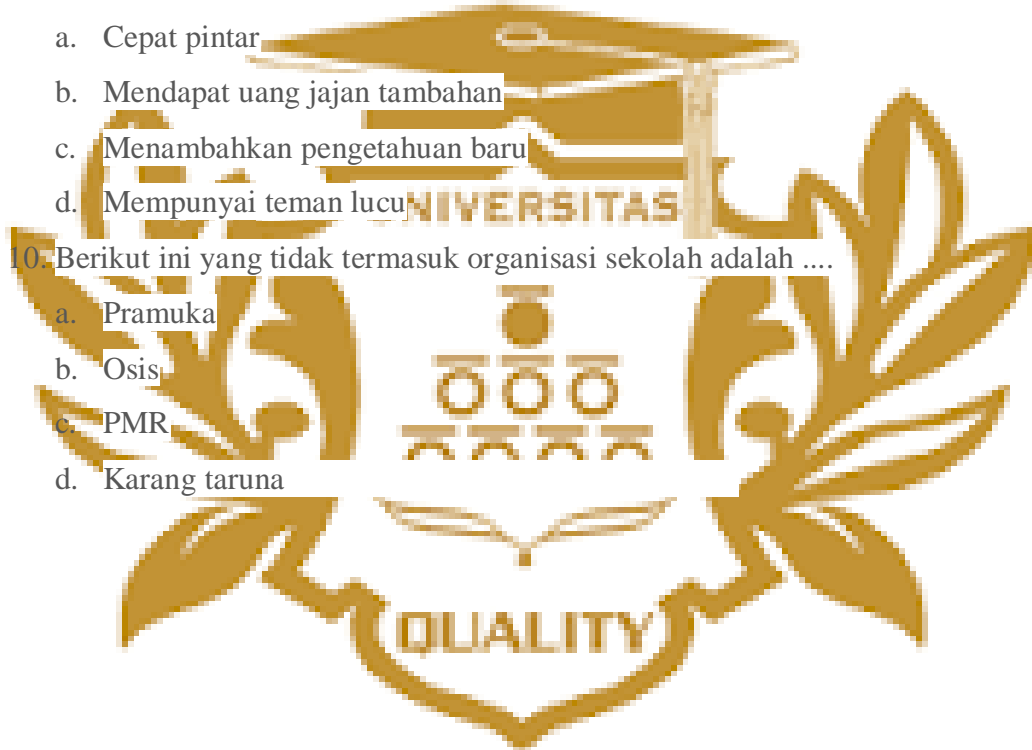 a. Cepat pintar
b. Mendapat uang jajan tambahan
c. Menambahkan pengetahuan baru
UNIVERSITAS
d. Mempunyai teman lucu
10. Berikut ini yang tidak termasuk organisasi sekolah adalah ....
a. Pramuka
b. Osis
c. PMR
d. Karang taruna
QUALITY